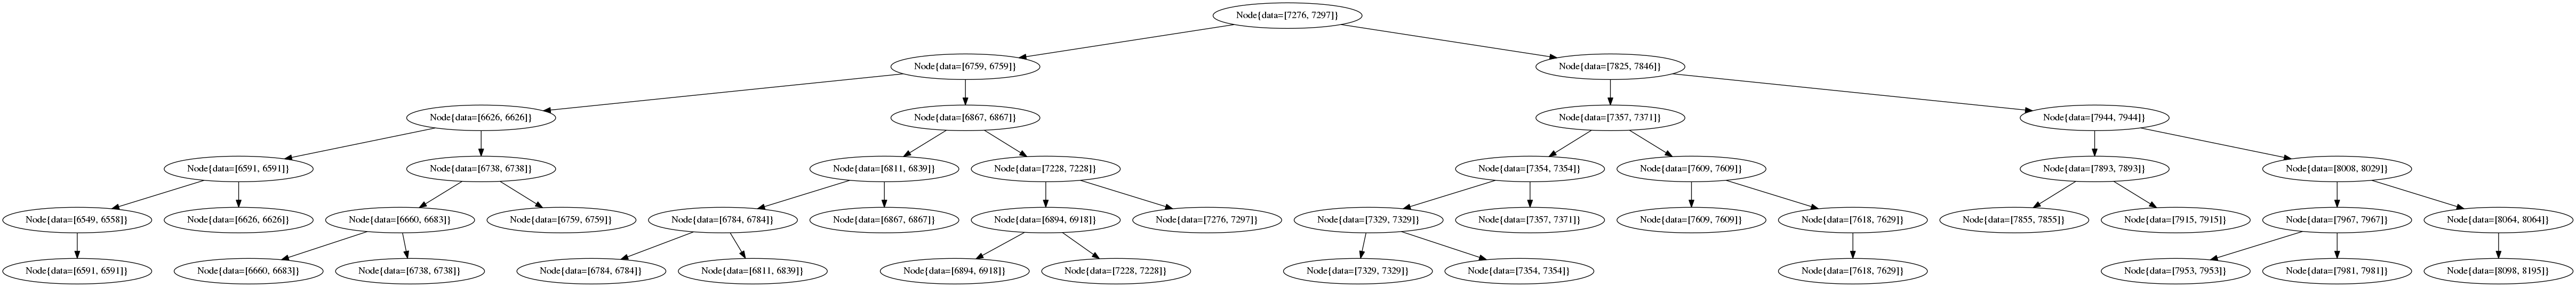 Node{data=[7276, 7297]}
Node{data=[6759, 6759]}
Node{data=[7825, 7846]}
Node{data=[6626, 6626]}
Node{data=[6867, 6867]}
Node{data=[7357, 7371]}
Node{data=[7944, 7944]}
Node{data=[6591, 6591]}
Node{data=[6738, 6738]}
Node{data=[6811, 6839]}
Node{data=[7228, 7228]}
Node{data=[7354, 7354]}
Node{data=[7609, 7609]}
Node{data=[7893, 7893]}
Node{data=[8008, 8029]}
Node{data=[6549, 6558]}
Node{data=[6626, 6626]}
Node{data=[6660, 6683]}
Node{data=[6759, 6759]}
Node{data=[6784, 6784]}
Node{data=[6867, 6867]}
Node{data=[6894, 6918]}
Node{data=[7276, 7297]}
Node{data=[7329, 7329]}
Node{data=[7357, 7371]}
Node{data=[7609, 7609]}
Node{data=[7618, 7629]}
Node{data=[7855, 7855]}
Node{data=[7915, 7915]}
Node{data=[7967, 7967]}
Node{data=[8064, 8064]}
Node{data=[6591, 6591]}
Node{data=[6660, 6683]}
Node{data=[6738, 6738]}
Node{data=[6784, 6784]}
Node{data=[6811, 6839]}
Node{data=[6894, 6918]}
Node{data=[7228, 7228]}
Node{data=[7329, 7329]}
Node{data=[7354, 7354]}
Node{data=[7618, 7629]}
Node{data=[7953, 7953]}
Node{data=[7981, 7981]}
Node{data=[8098, 8195]}